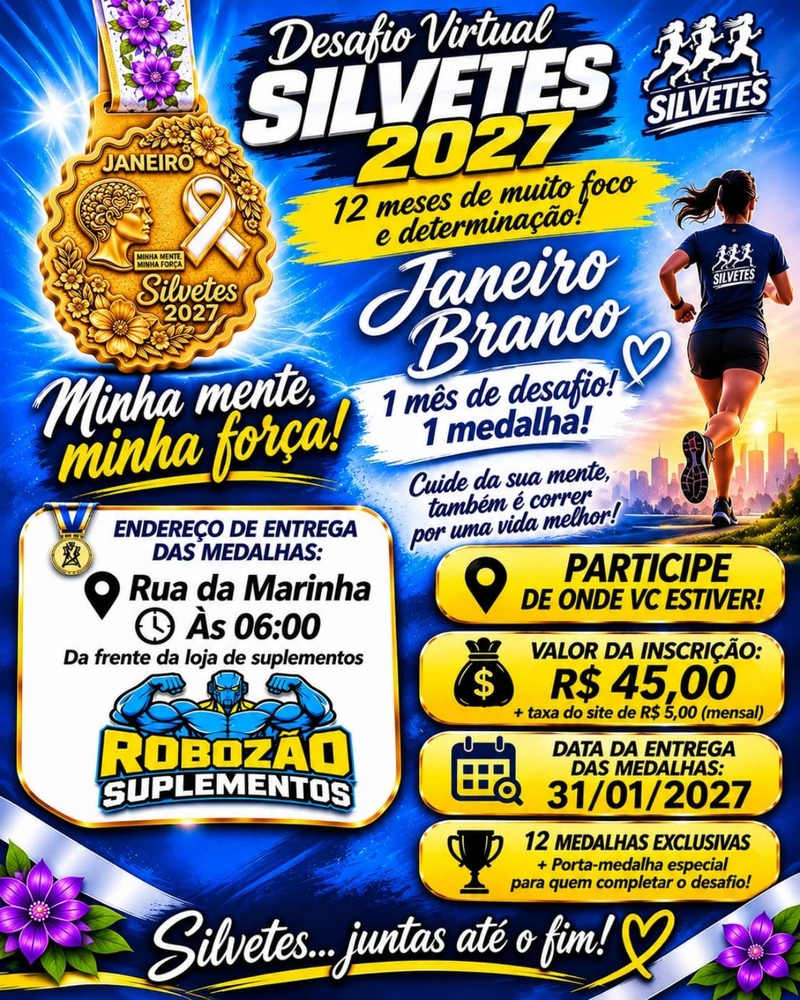 Desafio Virtual
SILVETES
2027
SILVETES
12 meses de muito foco
e determinação!
JANEIRO
MINHA MENTE,
MINHA FORÇA
Silvetes
2027
SILVETES
Janeiro
Branco
1 mês de desafio!
1 medalha!
Minha mente,
minha força!
Cuide da sua mente,
também é correr
por uma vida melhor!
ENDEREÇO DE ENTREGA
DAS MEDALHAS:
Rua da Marinha
Às 06:00
Da frente da loja de suplementos
ROBOZÃO
SUPLEMENTOS
PARTICIPE
DE ONDE VC ESTIVER!
VALOR DA INSCRIÇÃO:
R$ 45,00
+ taxa do site de R$ 5,00 (mensal)
DATA DA ENTREGA
DAS MEDALHAS:
31/01/2027
12 MEDALHAS EXCLUSIVAS
+ Porta-medalha especial
para quem completar o desafio!
Silvetes... juntas até o fim!